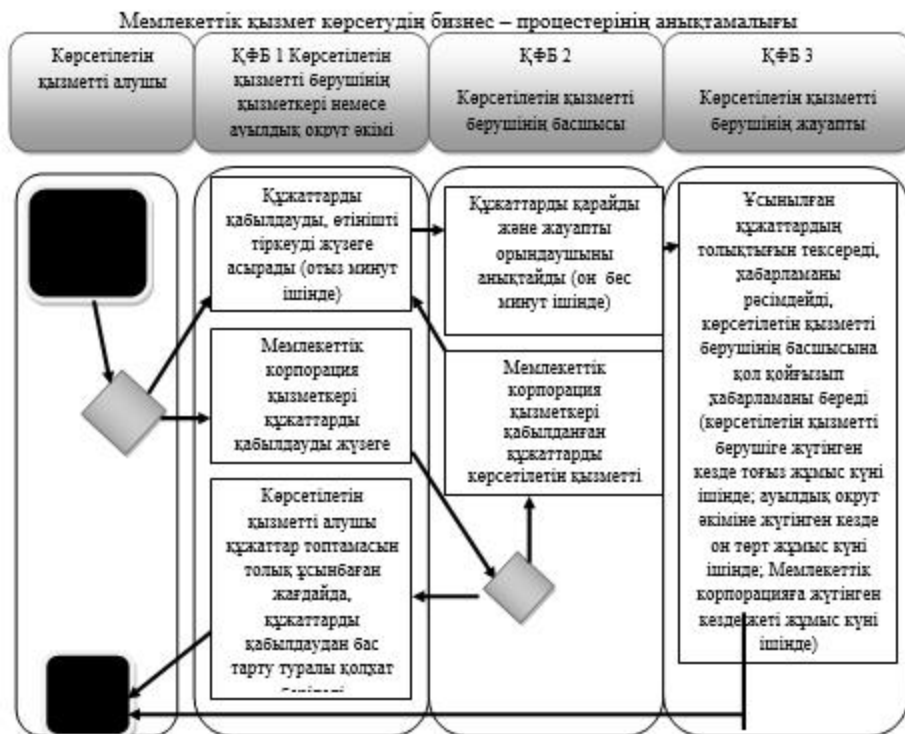 Мемлекеттік қызмет көрсетудің бизнес – процестерінің анықтамалығы
Көрсетілетін
қызметті алушы
ҚФБ 1 Көрсетілетін
қызметті берушінің
қызметкері немесе
ауылдық округ әкімі
ҚФБ 2
Көрсетілетін қызметті
берушінің басшысы
ҚФБ 3
Көрсетілетін қызметті
берушінің жауапты
Құжаттарды
қабылдауды, өтінішті
тіркеуді жүзеге
асырады (отыз минут
ішінде)
Мемлекеттік
корпорация
қызметкері
құжаттарды
қабылдауды жүзеге
Көрсетілетін
қызметті алушы
құжаттар топтамасын
толық ұсынбаған
жағдайда,
құжаттарды
қабылдаудан бас
тарту туралы қолхат
Құжаттарды қарайды
және жауапты
орындаушыны
анықтайды (он бес
минут ішінде)
Мемлекеттік
корпорация
қызметкері
қабылданған
құжаттарды
көрсетілетін қызметті
Ұсынылған
құжаттардың
толықтығын тексереді,
хабарламаны
рәсімдейді,
көрсетілетін қызметті
берушінің басшысына
қол қойғызып
хабарламаны береді
(көрсетілетін қызметті
берушіге жүгінген
кезде тоғыз жұмыс күні
ішінде; ауылдық округ
әкіміне жүгінген кезде
он төрт жұмыс күні
ішінде; Мемлекеттік
корпорацияға жүгінген
кезде жеті жұмыс күні
ішінде)